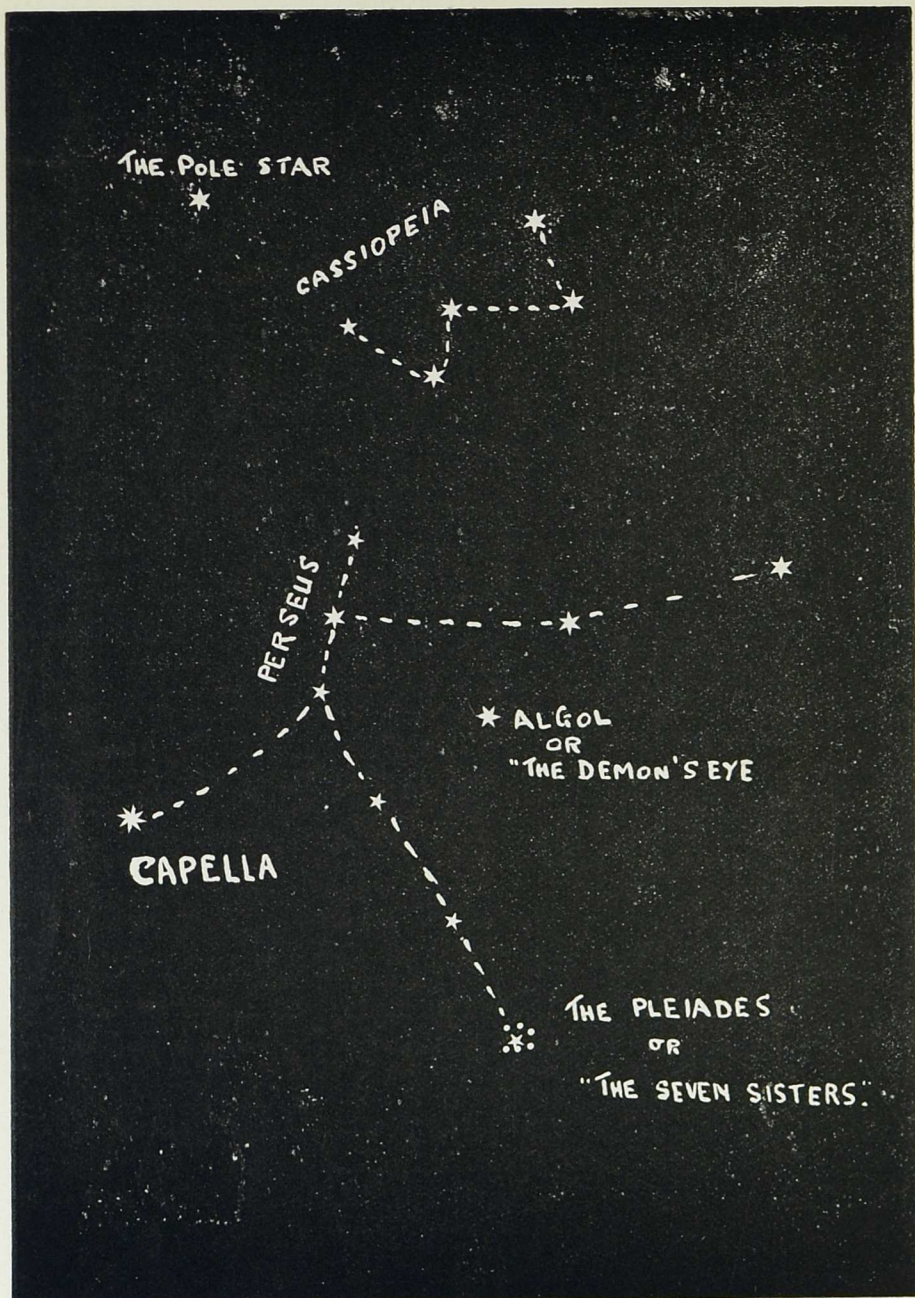 THE POLE STAR
CASSIOPEIA
PERSEUS
ALGOL
OR
"THE DEMON'S EYE
CAPELLA
THE PLEIADES
OR
"THE SEVEN SISTERS."